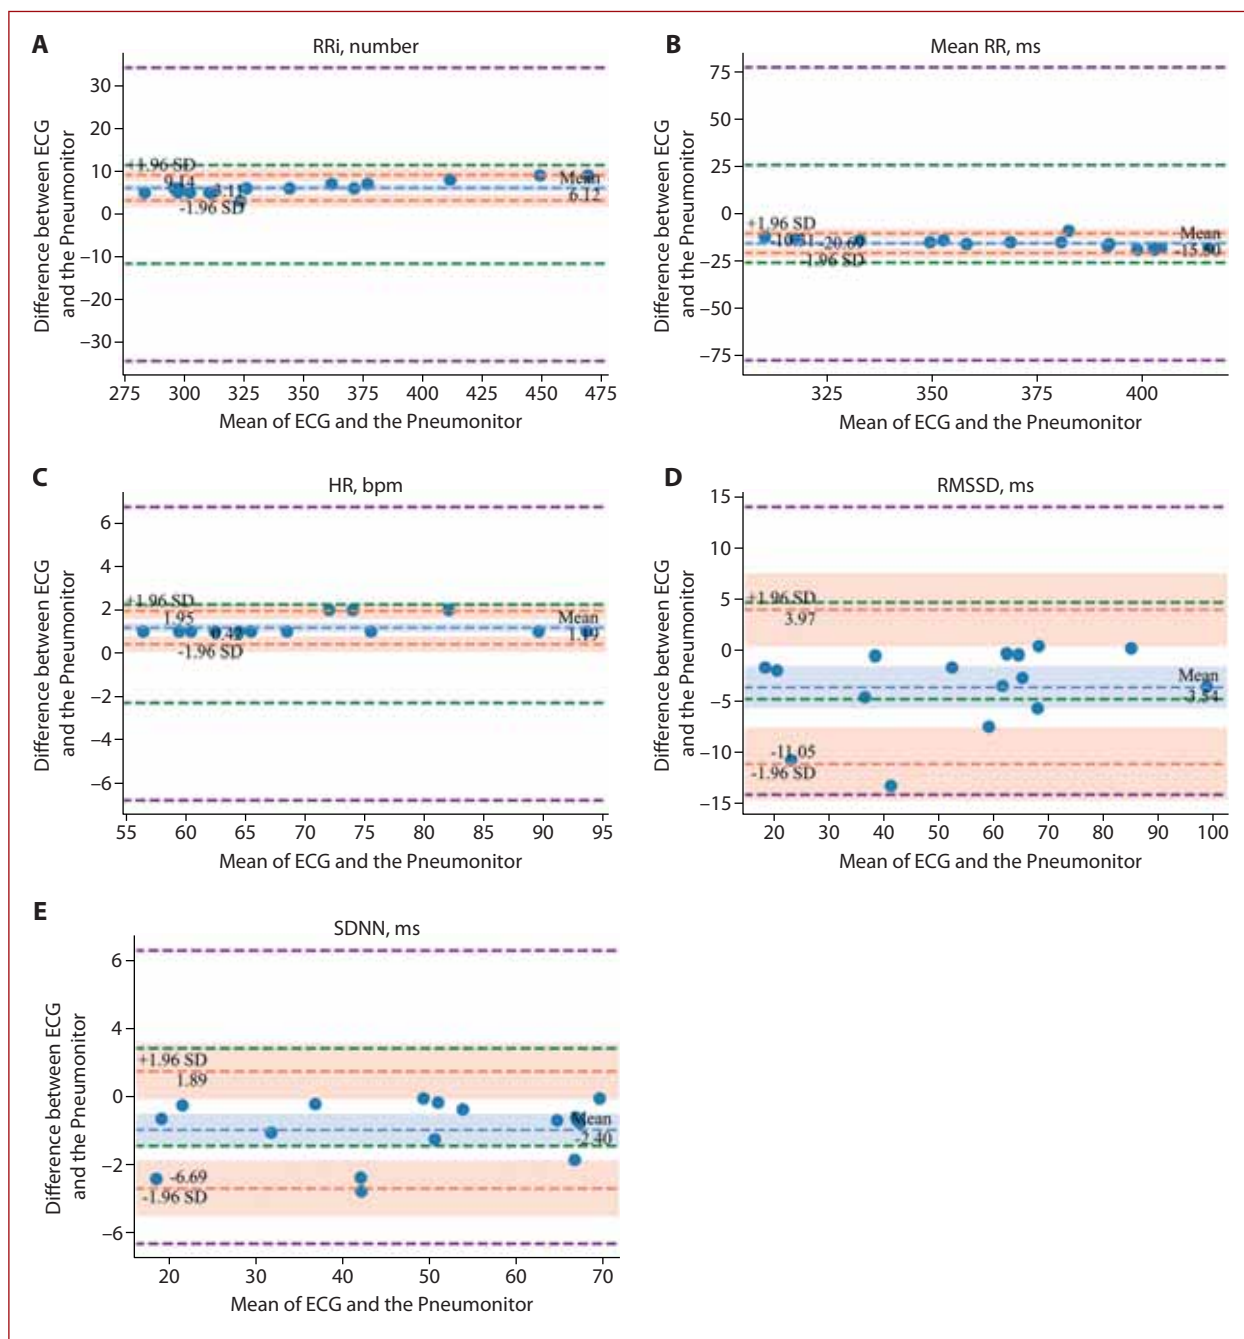 A
RRi, number
Difference between ECG
and the Pneumonitor
30
20
10
0
−10
−20
−30
+1.96 SD
9.14
3.11
-1.96 SD
Mean
6.12
275 300 325 350 375 400 425 450 475
Mean of ECG and the Pneumonitor
B
Mean RR, ms
Difference between ECG
and the Pneumonitor
75
50
25
0
−25
−50
−75
+1.96 SD
-10.31
-20.69
-1.96 SD
Mean
-15.50
325 350 375 400
Mean of ECG and the Pneumonitor
C
HR, bpm
Difference between ECG
and the Pneumonitor
6
4
2
0
−2
−4
−6
+1.96 SD
1.95
0.42
-1.96 SD
Mean
1.19
55 60 65 70 75 80 85 90 95
Mean of ECG and the Pneumonitor
D
RMSSD, ms
Difference between ECG
and the Pneumonitor
15
10
5
0
−5
−10
−15
+1.96 SD
3.97
Mean
-3.54
-11.05
-1.96 SD
20 30 40 50 60 70 80 90 100
Mean of ECG and the Pneumonitor
E
SDNN, ms
Difference between ECG
and the Pneumonitor
6
4
0
−2
−6
+1.96 SD
1.89
Mean
-2.40
-6.69
-1.96 SD
20 30 40 50 60 70
Mean of ECG and the Pneumonitor